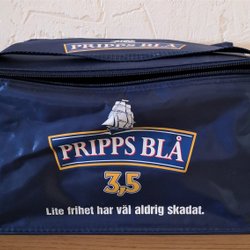 PRIPPS BLÅ
PRIPPS BLÅ
3,5
Lite frihet har väl aldrig skadat.